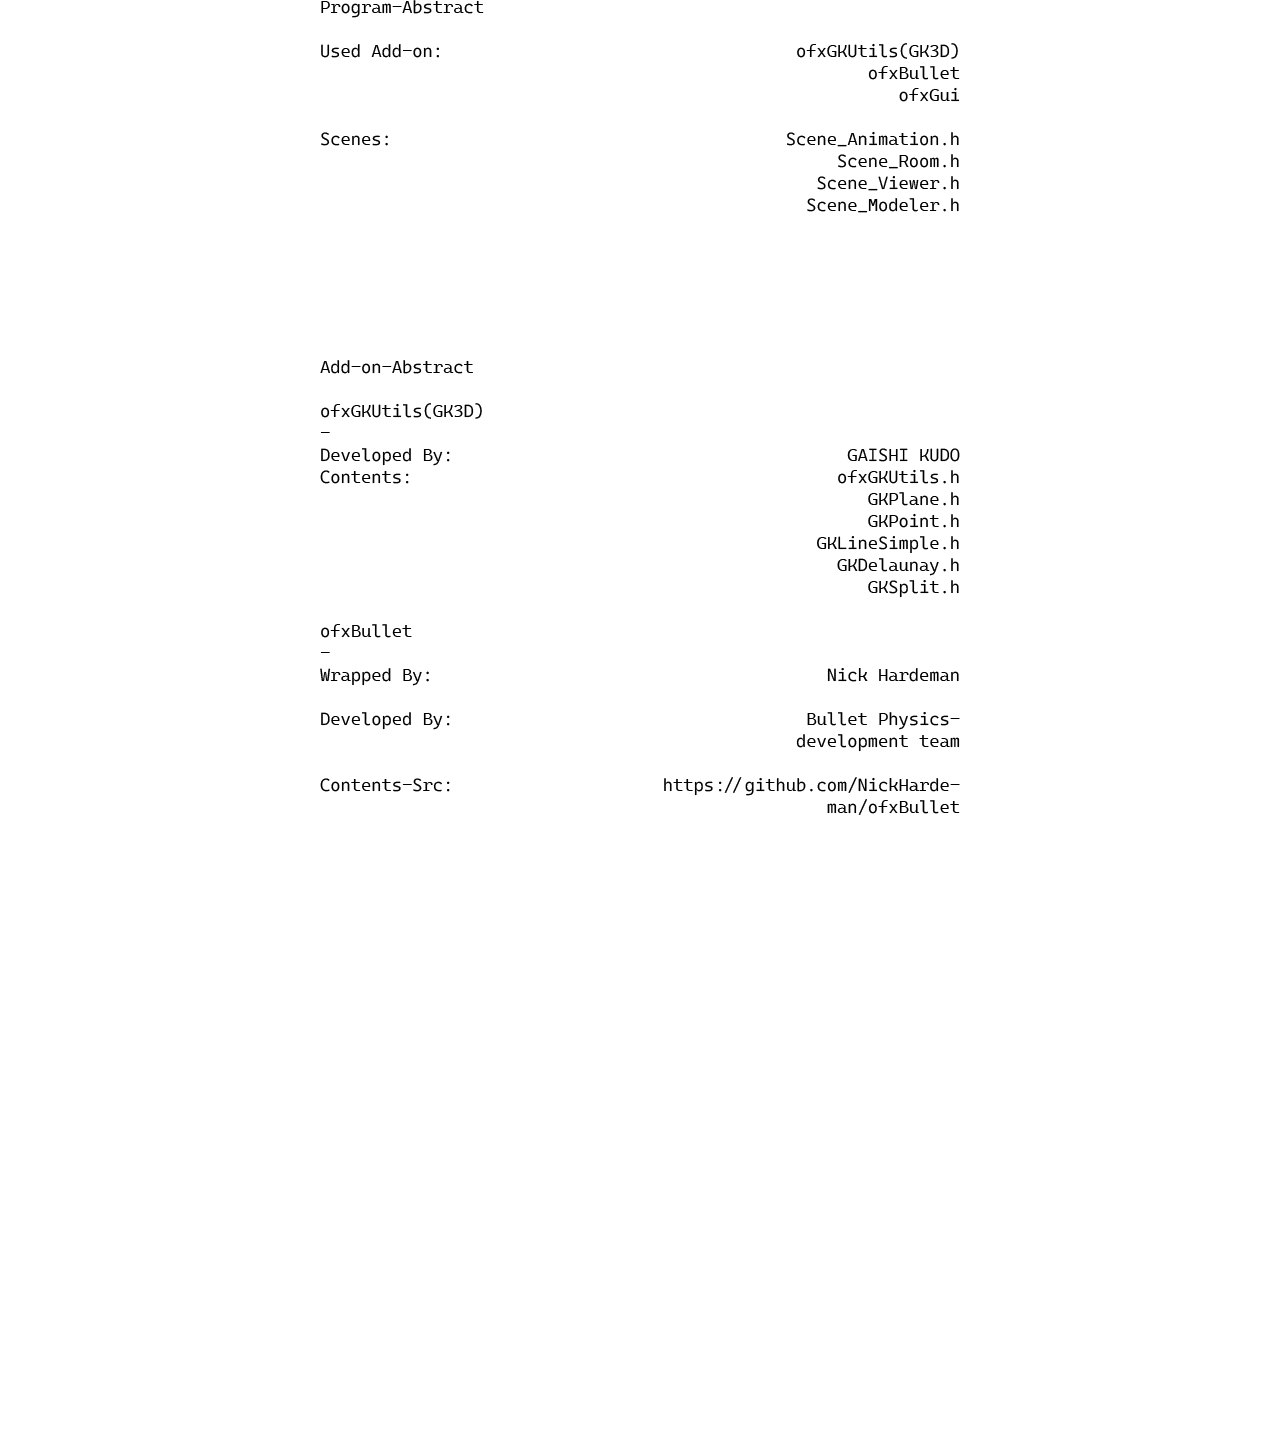 Program-Abstract
Used Add-on: ofxGKUtils(GK3D)
ofxBullet
ofxGui
Scenes: Scene_Animation.h
Scene_Room.h
Scene_Viewer.h
Scene_Modeler.h
Add-on-Abstract
ofxGKUtils(GK3D)
-
Developed By: GAISHI KUDO
Contents: ofxGKUtils.h
GKPlane.h
GKPoint.h
GKLineSimple.h
GKDelaunay.h
GKSplit.h
ofxBullet
-
Wrapped By: Nick Hardeman
Developed By: Bullet Physics-
development team
Contents-Src: https://github.com/NickHarde-
man/ofxBullet